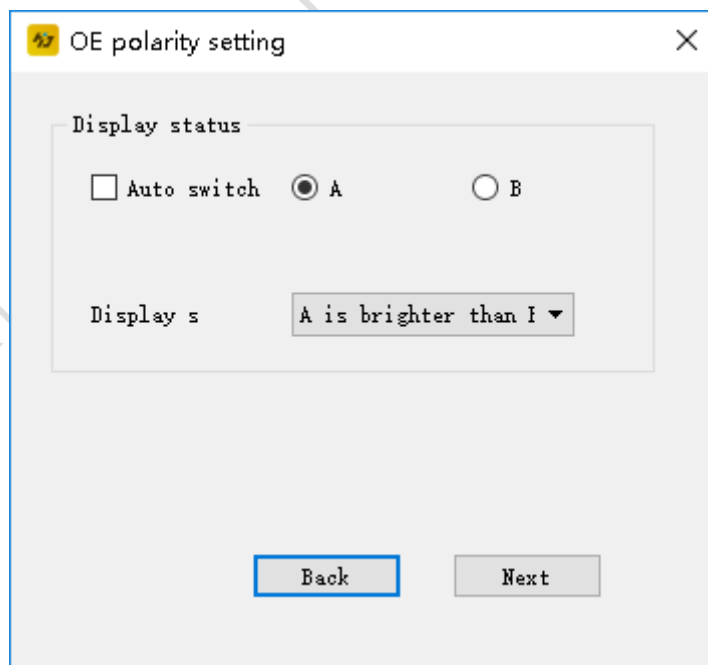 OE polarity setting
Display status
Auto switch A B
Display s A is brighter than
Back Next